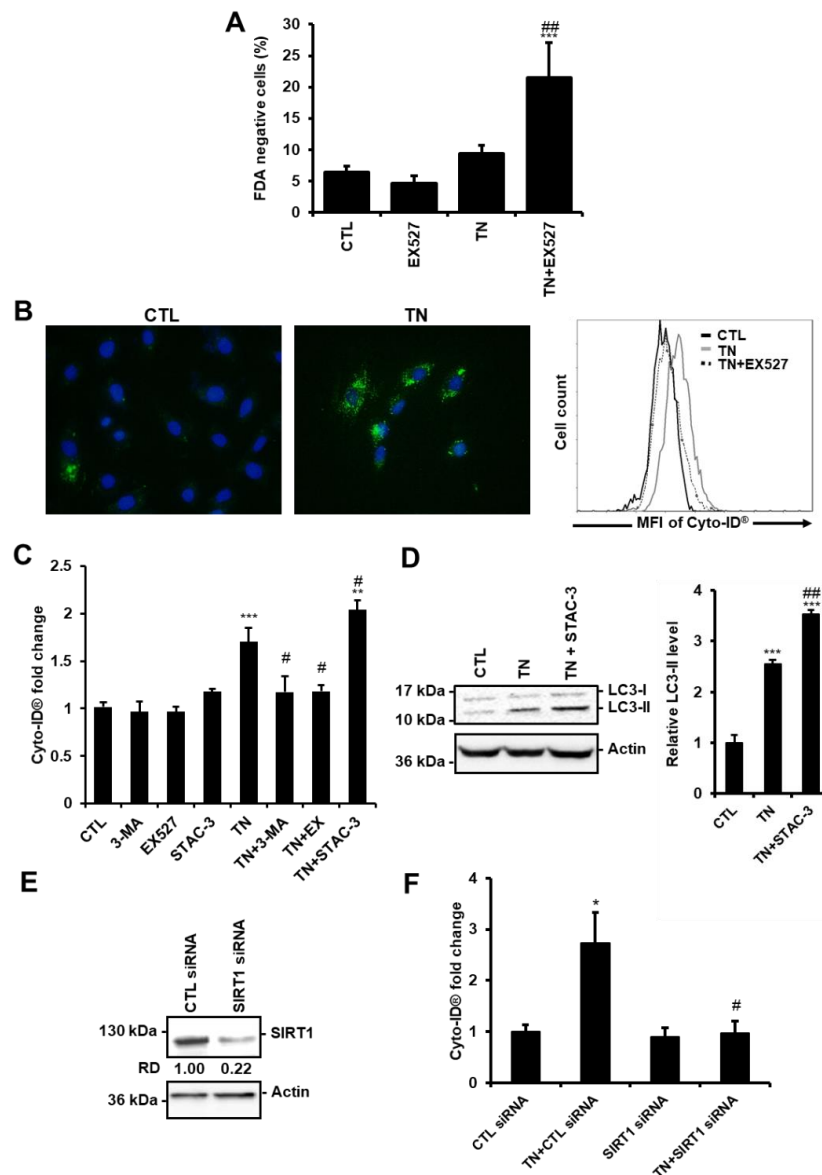 A
FDA negative cells (%)
30
25
20
15
10
5
0
##
***
CTL
EX527
TN
TN+EX527
B
CTL
TN
CTL
TN
TN+EX527
Cell count
MFI of Cyto-ID®
C
Cyto-ID® fold change
2.5
2
1.5
1
0.5
0
***
#
#
#
**
CTL
3-MA
EX527
STAC-3
TN
TN+3-MA
TN+EX
TN+STAC-3
D
CTL
TN
TN + STAC-3
17 kDa
10 kDa
LC3-I
LC3-II
36 kDa
Actin
Relative LC3-II level
4
3
2
1
0
***
##
***
CTL
TN
TN+STAC-3
E
CTL siRNA
SIRT1 siRNA
130 kDa
SIRT1
RD 1.00 0.22
36 kDa
Actin
F
Cyto-ID® fold change
4
3
2
1
0
*
#
CTL siRNA
TN+CTL siRNA
SIRT1 siRNA
TN+SIRT1 siRNA